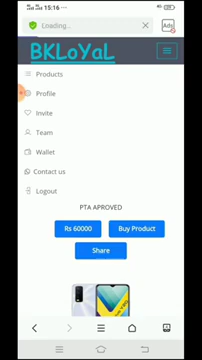 15:16
Loading...
Ads
BKLoYaL
Products
Profile
Invite
Team
Wallet
Contact us
Logout
PTA APROVED
Rs 60000
Buy Product
Share